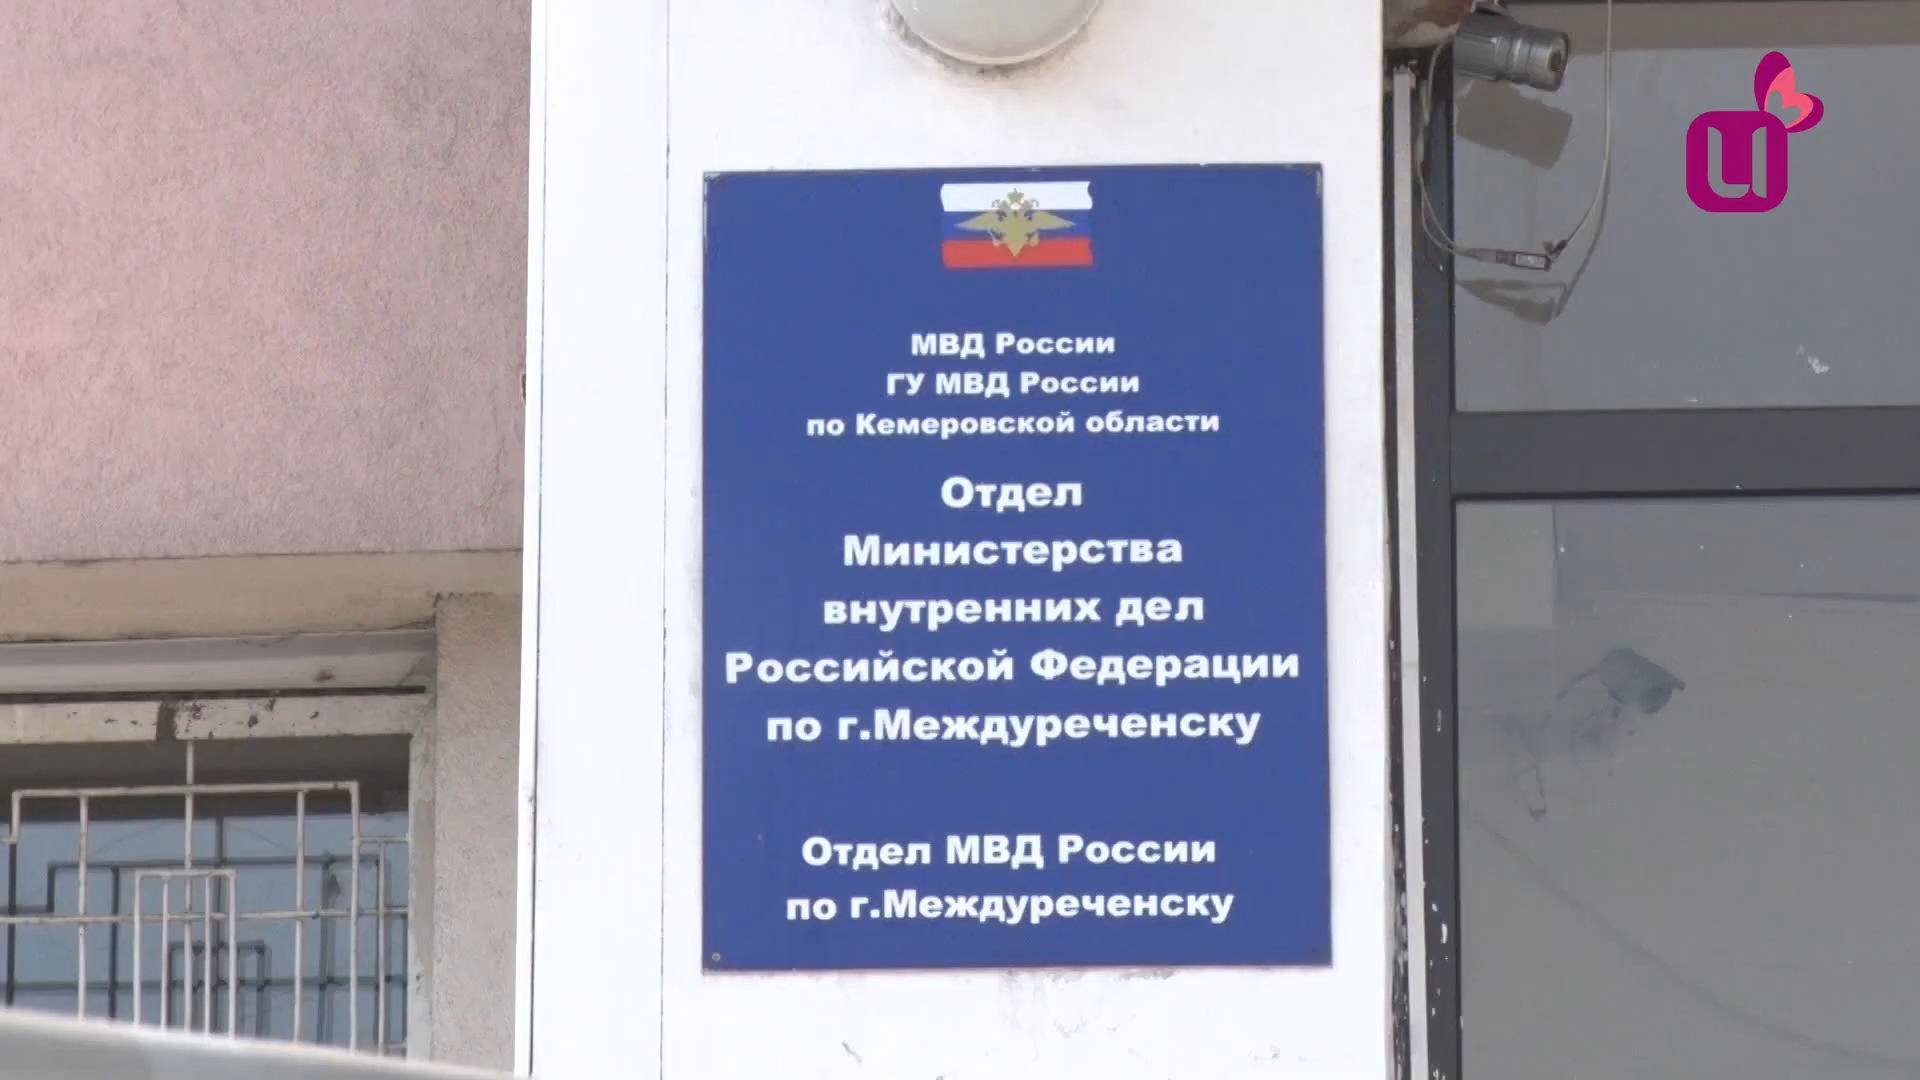 МВД России
ГУ МВД России
по Кемеровской области
Отдел
Министерства
внутренних дел
Российской Федерации
по г.Междуреченску
Отдел МВД России
по г.Междуреченску